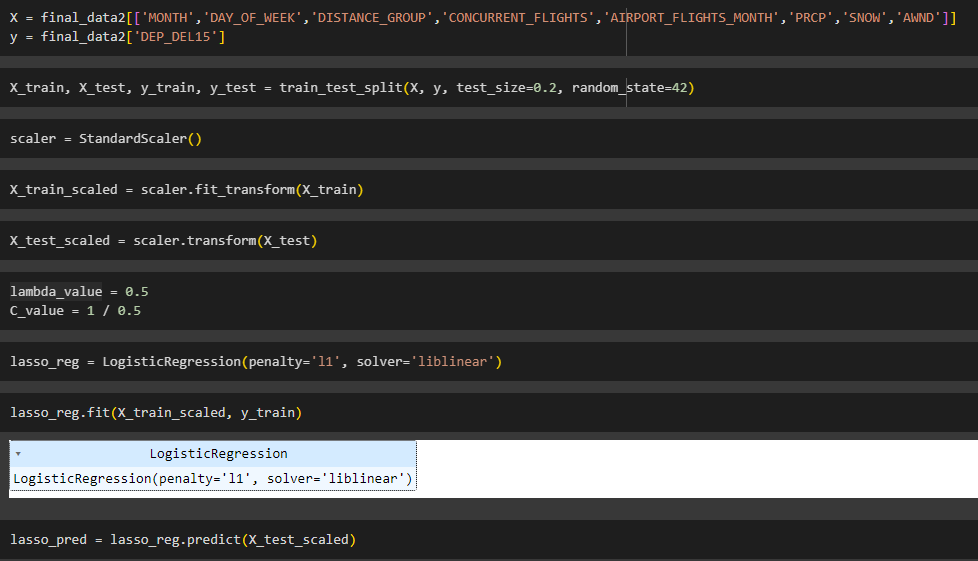 X = final_data2[['MONTH','DAY_OF_WEEK','DISTANCE_GROUP','CONCURRENT_FLIGHTS','AIRPORT_FLIGHTS_MONTH','PRCP','SNOW','AWND']]
y = final_data2['DEP_DEL15']
X_train, X_test, y_train, y_test = train_test_split(X, y, test_size=0.2, random_state=42)
scaler = StandardScaler()
X_train_scaled = scaler.fit_transform(X_train)
X_test_scaled = scaler.transform(X_test)
lambda_value = 0.5
C_value = 1 / 0.5
lasso_reg = LogisticRegression(penalty='l1', solver='liblinear')
lasso_reg.fit(X_train_scaled, y_train)
LogisticRegression
LogisticRegression(penalty='l1', solver='liblinear')
lasso_pred = lasso_reg.predict(X_test_scaled)